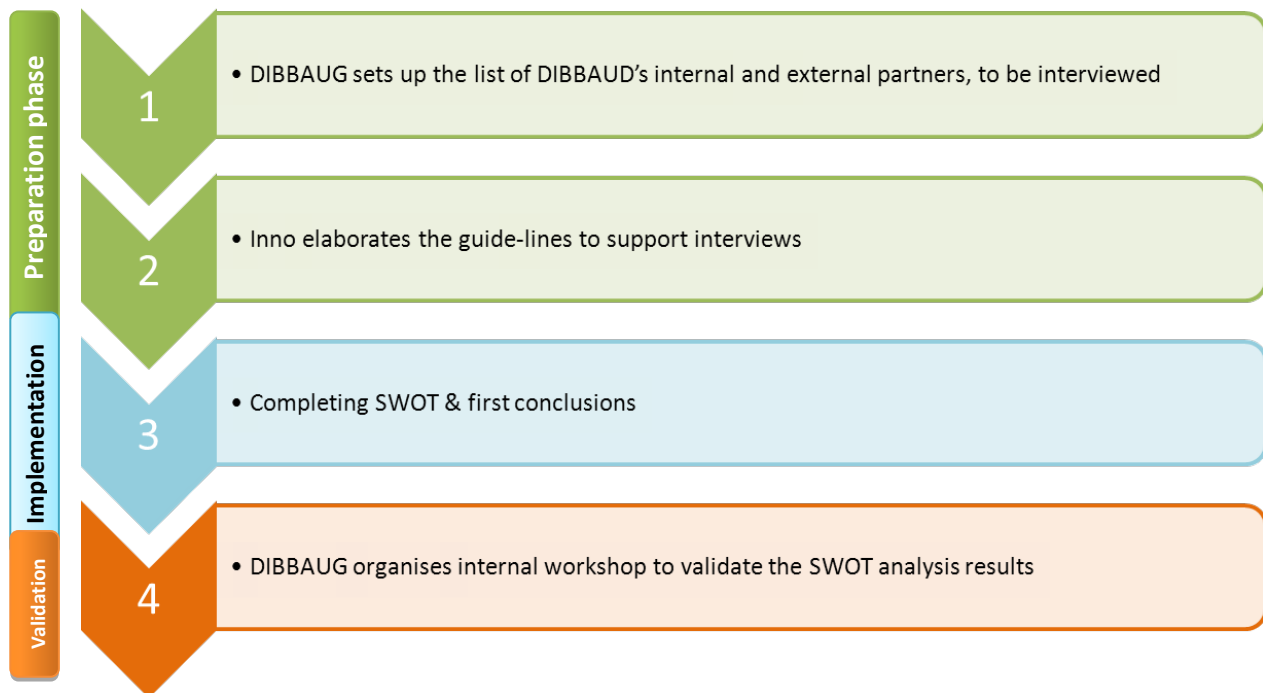 Preparation phase
1
• DIBBAUG sets up the list of DIBBAUD's internal and external partners, to be interviewed
2
• Inno elaborates the guide-lines to support interviews
Implementation
3
• Completing SWOT & first conclusions
Validation
4
• DIBBAUG organises internal workshop to validate the SWOT analysis results